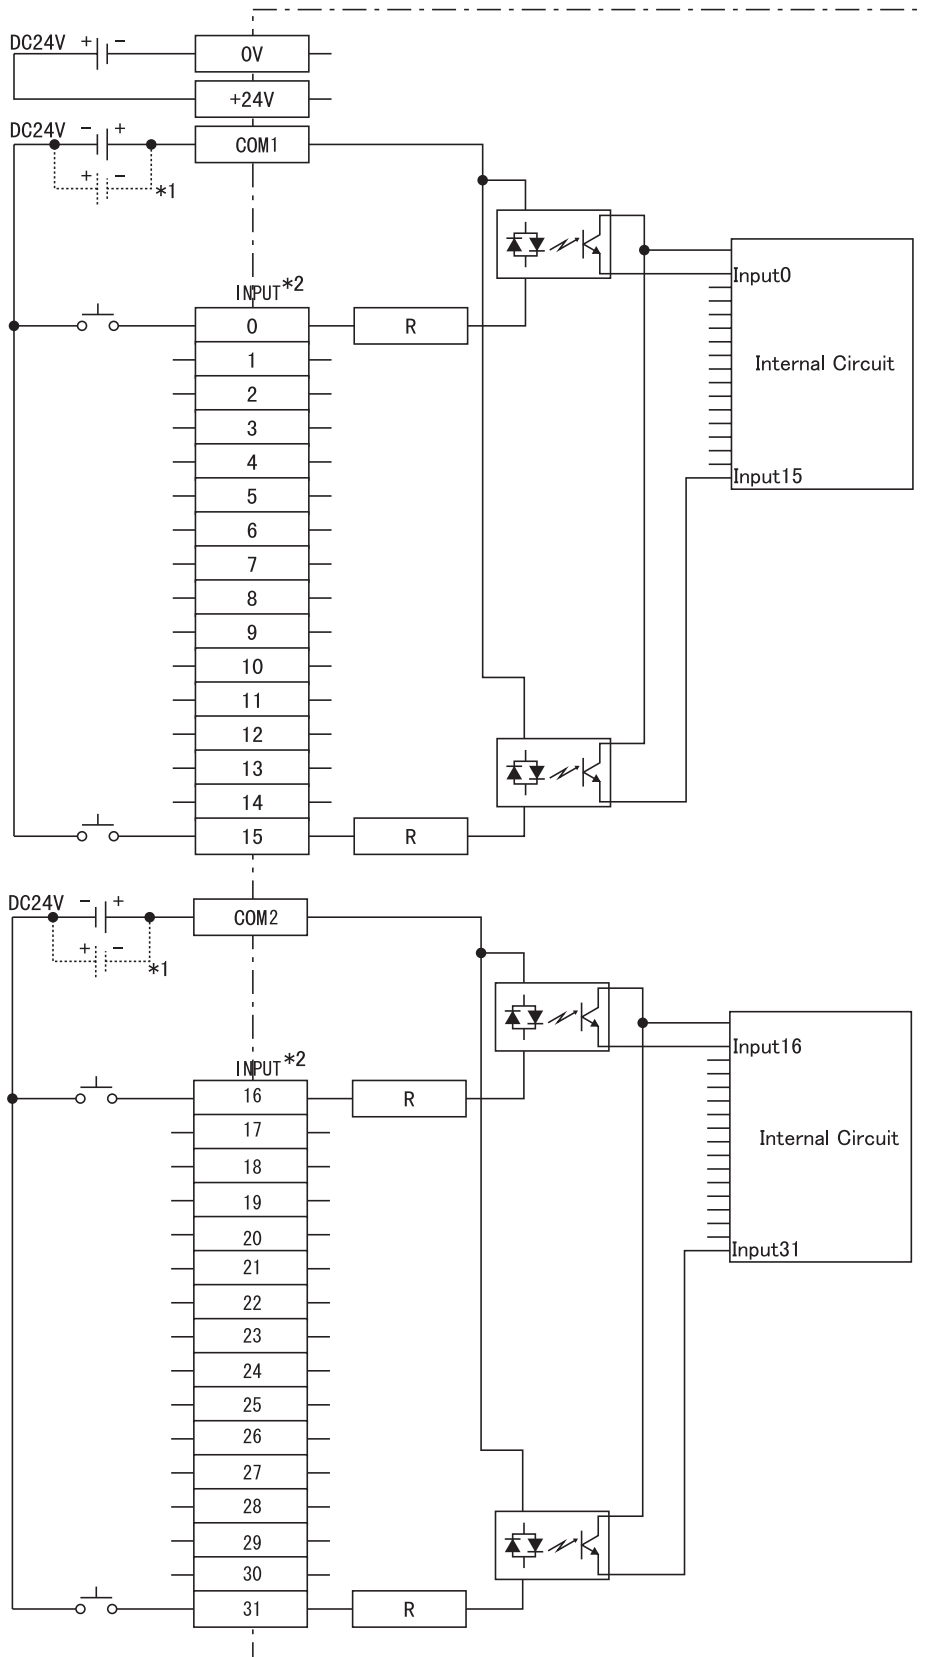 DC24V + − 0V
+24V
DC24V − + COM1
+ − *1
INPUT*2
0 R
Input0
1
Internal Circuit
2
3
4
Input15
5
6
7
8
9
10
11
12
13
14
15 R
DC24V − + COM2
+ − *1
INPUT*2
Input16
16 R
17
Internal Circuit
18
19
20
Input31
21
22
23
24
25
26
27
28
29
30
31 R